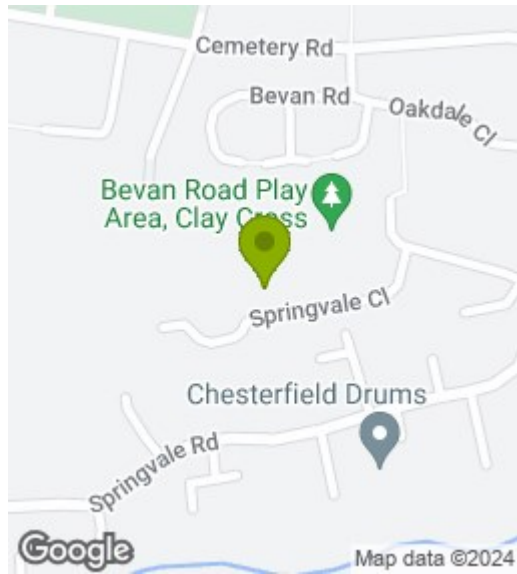 Cemetery Rd
Bevan Rd
Oakdale Cl
Bevan Road Play
Area, Clay Cross
Springvale Cl
Chesterfield Drums
Springvale Rd
Google
Map data ©2024